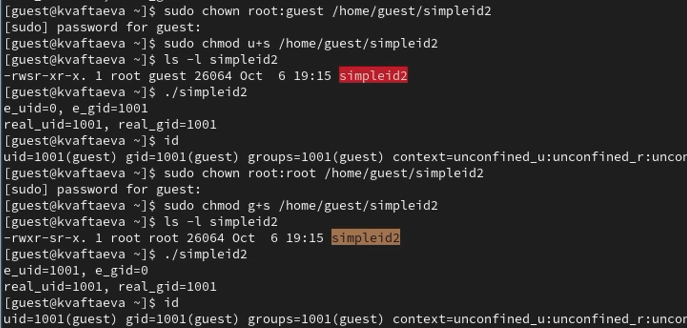 [guest@kvaftaeva ~]$ sudo chown root:guest /home/guest/simpleid2
[sudo] password for guest:
[guest@kvaftaeva ~]$ sudo chmod u+s /home/guest/simpleid2
[guest@kvaftaeva ~]$ ls -l simpleid2
-rwsr-xr-x. 1 root guest 26064 Oct  6 19:15 simpleid2
[guest@kvaftaeva ~]$ ./simpleid2
e_uid=0, e_gid=1001
real_uid=1001, real_gid=1001
[guest@kvaftaeva ~]$ id
uid=1001(guest) gid=1001(guest) groups=1001(guest) context=unconfined_u:unconfined_r:uncon
[guest@kvaftaeva ~]$ sudo chown root:root /home/guest/simpleid2
[sudo] password for guest:
[guest@kvaftaeva ~]$ sudo chmod g+s /home/guest/simpleid2
[guest@kvaftaeva ~]$ ls -l simpleid2
-rwxr-sr-x. 1 root root 26064 Oct  6 19:15 simpleid2
[guest@kvaftaeva ~]$ ./simpleid2
e_uid=1001, e_gid=0
real_uid=1001, real_gid=1001
[guest@kvaftaeva ~]$ id
uid=1001(guest) gid=1001(guest) groups=1001(guest) context=unconfined_u:unconfined_r:uncon